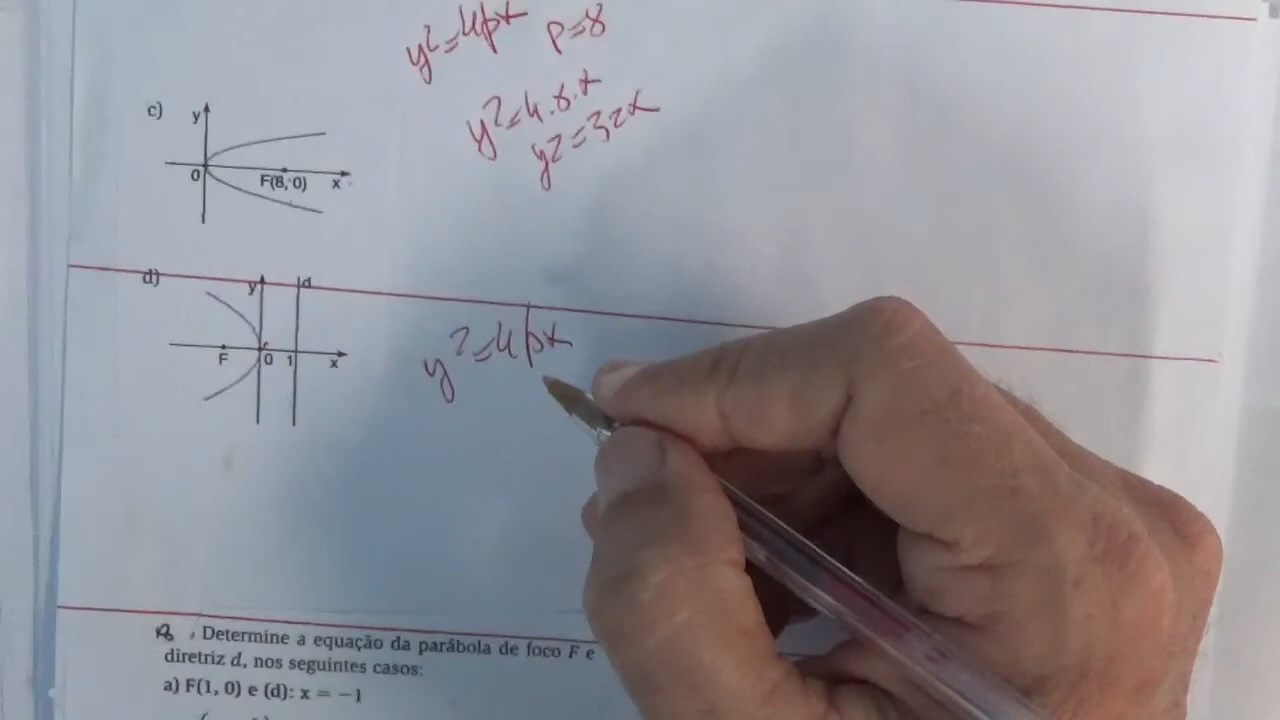 y²=4px p=8
y²=4.8.x
y²=32x
c)
y
0
F(8, 0)
x
d)
y
d
F
0
1
x
y²=4px
Determine a equação da parábola de foco F e
diretriz d, nos seguintes casos:
a) F(1, 0) e (d): x = −1